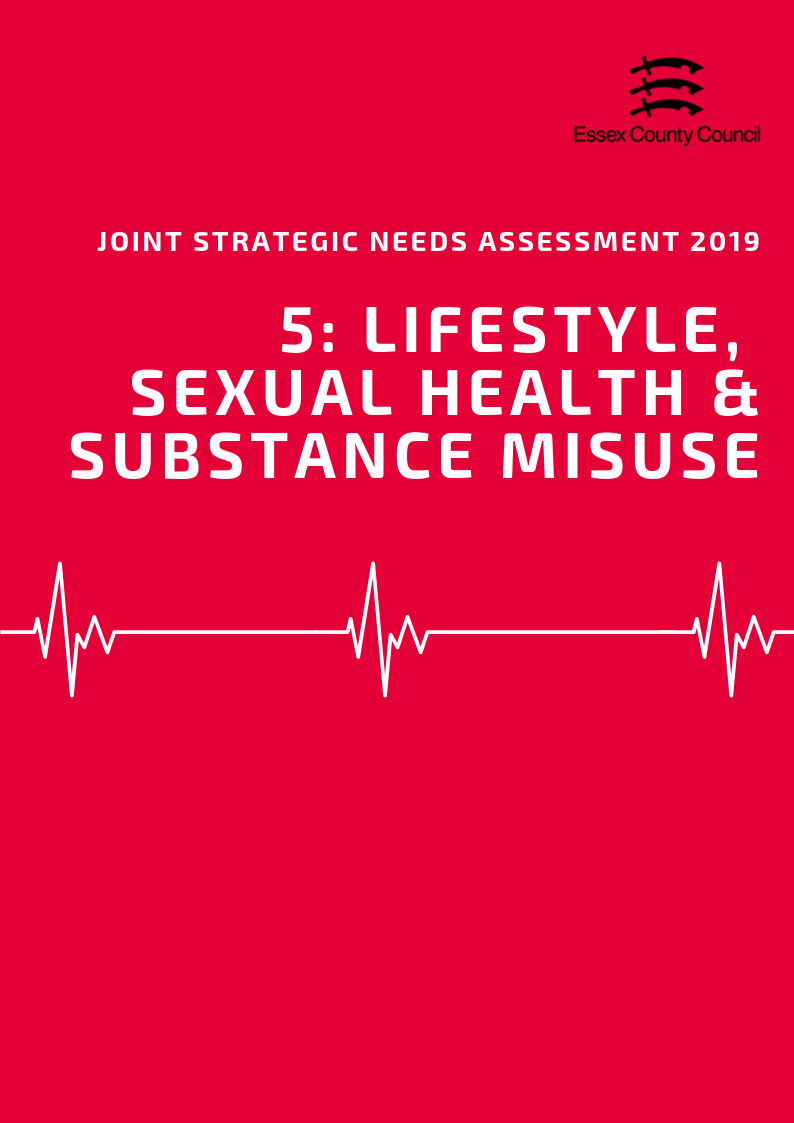 Essex County Council
JOINT STRATEGIC NEEDS ASSESSMENT 2019
5: LIFESTYLE,
SEXUAL HEALTH &
SUBSTANCE MISUSE